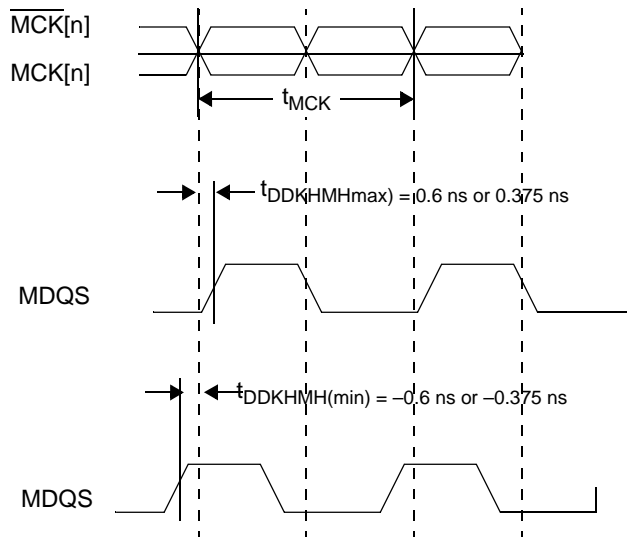 M̅C̅K̅[n]
MCK[n]
tMCK
tDDKHMHmax) = 0.6 ns or 0.375 ns
MDQS
tDDKHMH(min) = –0.6 ns or –0.375 ns
MDQS